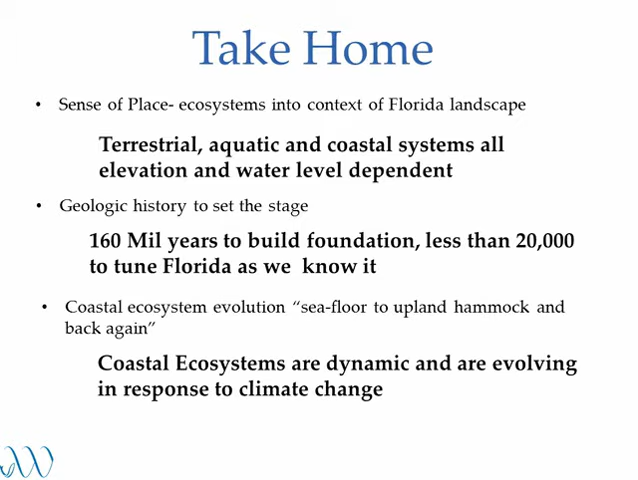 Take Home
• Sense of Place- ecosystems into context of Florida landscape
Terrestrial, aquatic and coastal systems all
elevation and water level dependent
• Geologic history to set the stage
160 Mil years to build foundation, less than 20,000
to tune Florida as we know it
• Coastal ecosystem evolution “sea-floor to upland hammock and
back again”
Coastal Ecosystems are dynamic and are evolving
in response to climate change